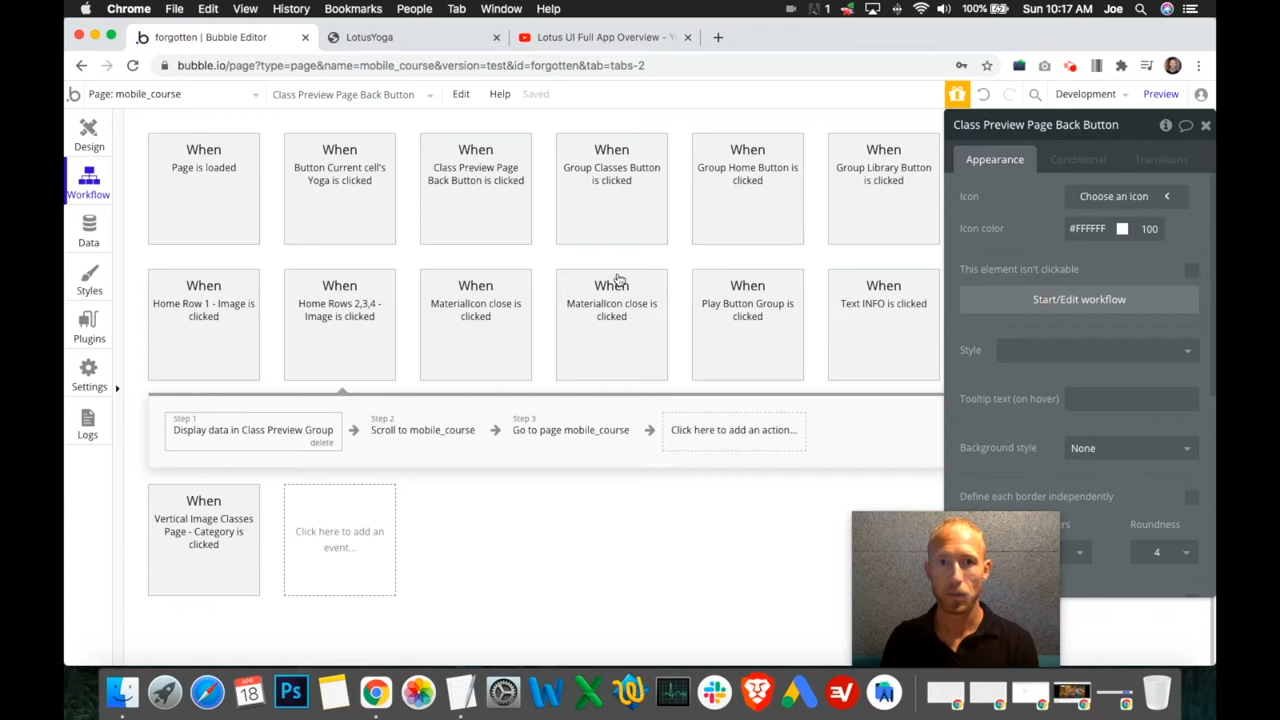 Chrome File Edit View History Bookmarks People Tab Window Help 1 100% Sun 10:17 AM Joe
forgotten | Bubble Editor LotusYoga Lotus UI Full App Overview - Yo
bubble.io/page?type=page&name=mobile_course&version=test&id=forgotten&tab=tabs-2
Page: mobile_course Class Preview Page Back Button Edit Help Saved Development Preview
Design
Workflow
Data
Styles
Plugins
Settings
Logs
When
Page is loaded
When
Button Current cell's
Yoga is clicked
When
Class Preview Page
Back Button is clicked
When
Group Classes Button
is clicked
When
Group Home Button is
clicked
When
Group Library Button
is clicked
When
Home Row 1 - Image is
clicked
When
Home Rows 2,3,4 -
Image is clicked
When
MaterialIcon close is
clicked
When
MaterialIcon close is
clicked
When
Play Button Group is
clicked
When
Text INFO is clicked
Step 1
Display data in Class Preview Group
delete
Step 2
Scroll to mobile_course
Step 3
Go to page mobile_course
Click here to add an action...
When
Vertical Image Classes
Page - Category is
clicked
Click here to add an
event...
Class Preview Page Back Button
Appearance Conditional Transitions
Icon Choose an icon
Icon color #FFFFFF 100
This element isn't clickable
Start/Edit workflow
Style
Tooltip text (on hover)
Background style None
Define each border independently
Roundness
4
APR
18
Ps